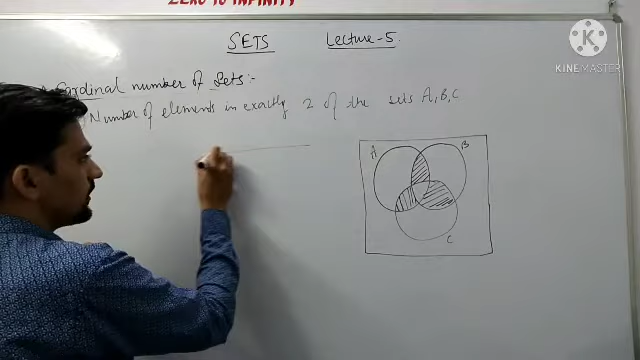 ZERO TO INFINITY
SETS Lecture-5.
Cardinal number of Sets:-
Number of elements in exactly 2 of the sets A, B, C
A
B
C
K
KINEMASTER